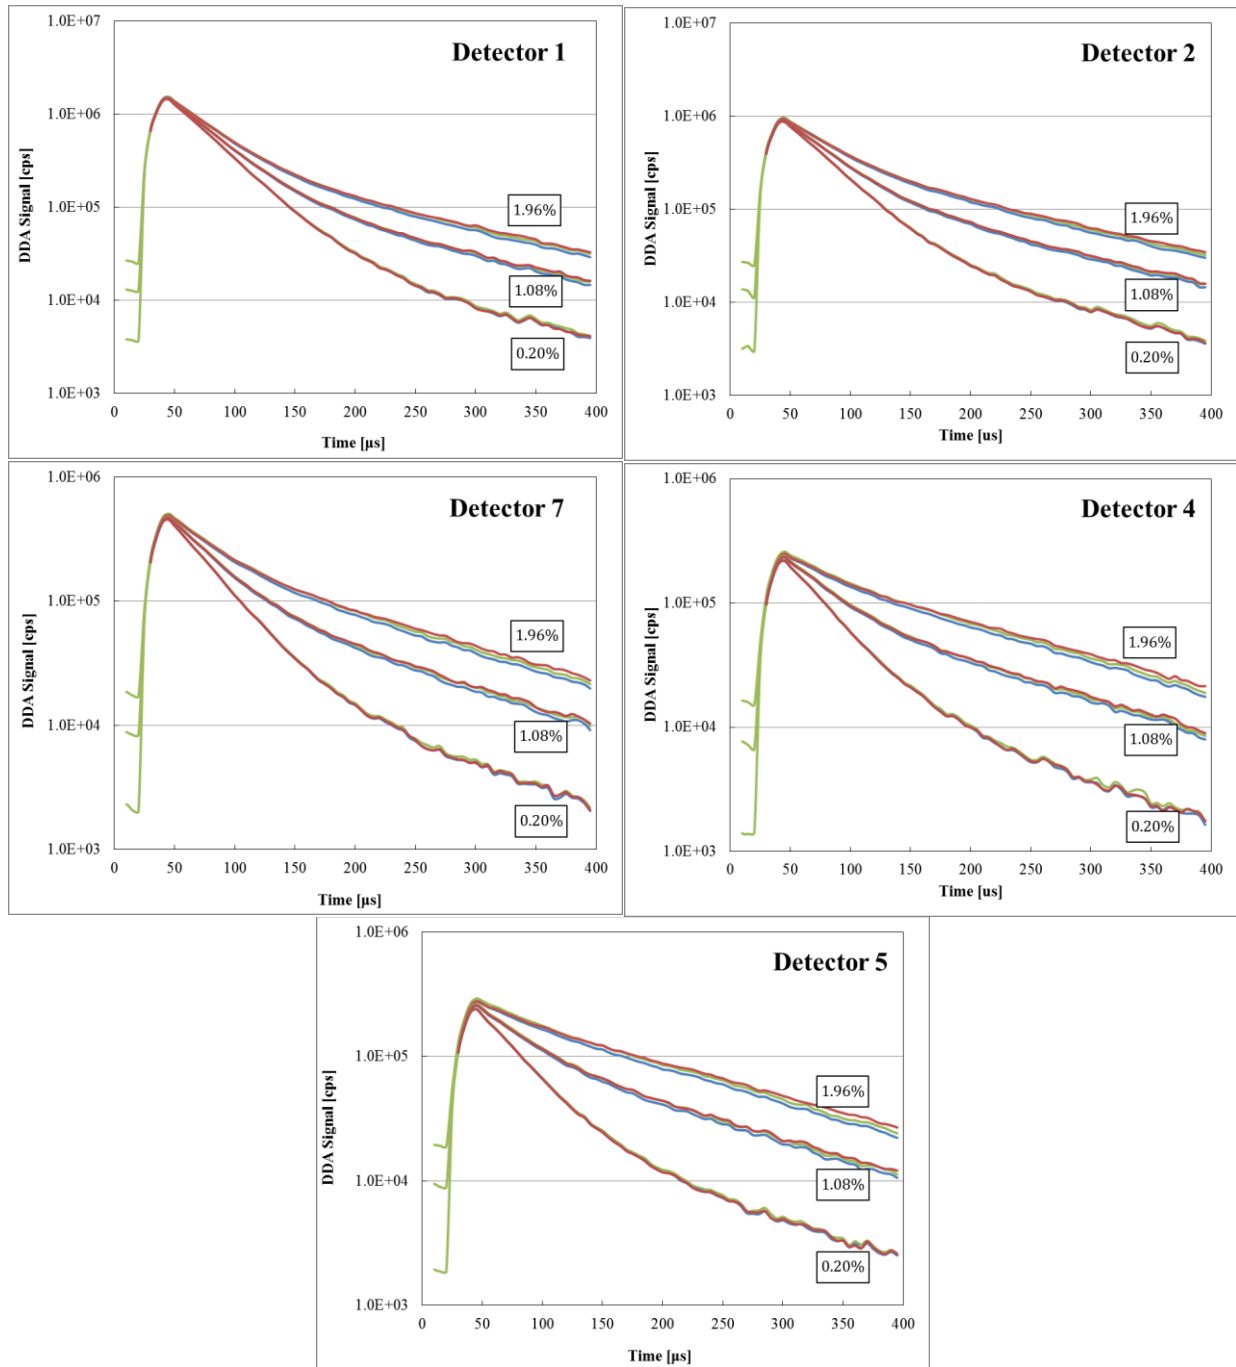 Detector 1
1.0E+07
1.0E+06
1.0E+05
1.0E+04
1.0E+03
DDA Signal [cps]
1.96%
1.08%
0.20%
0 50 100 150 200 250 300 350 400
Time [µs]
Detector 2
1.0E+07
1.0E+06
1.0E+05
1.0E+04
1.0E+03
DDA Signal [cps]
1.96%
1.08%
0.20%
0 50 100 150 200 250 300 350 400
Time [us]
Detector 7
1.0E+06
1.0E+05
1.0E+04
1.0E+03
DDA Signal [cps]
1.96%
1.08%
0.20%
0 50 100 150 200 250 300 350 400
Time [µs]
Detector 4
1.0E+06
1.0E+05
1.0E+04
1.0E+03
DDA Signal [cps]
1.96%
1.08%
0.20%
0 50 100 150 200 250 300 350 400
Time [us]
Detector 5
1.0E+06
1.0E+05
1.0E+04
1.0E+03
DDA Signal [cps]
1.96%
1.08%
0.20%
0 50 100 150 200 250 300 350 400
Time [µs]